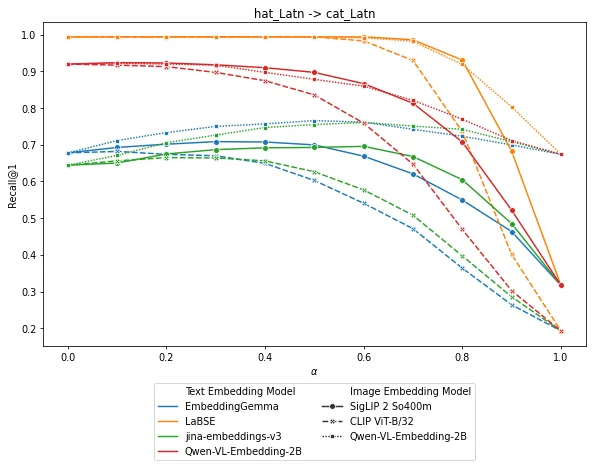 hat_Latn -> cat_Latn
1.0
0.9
0.8
0.7
0.6
0.5
0.4
0.3
0.2
Recall@1
0.0 0.2 0.4 0.6 0.8 1.0
α
Text Embedding Model Image Embedding Model
EmbeddingGemma SigLIP 2 So400m
LaBSE CLIP ViT-B/32
jina-embeddings-v3 Qwen-VL-Embedding-2B
Qwen-VL-Embedding-2B